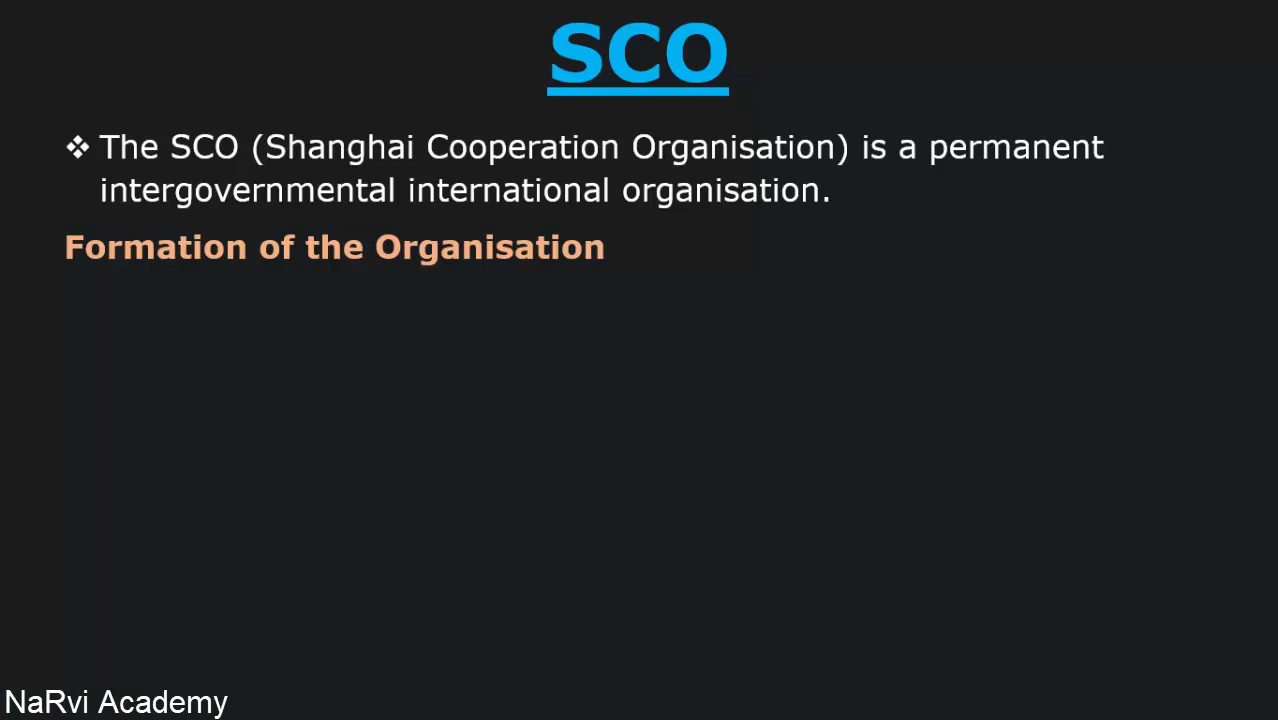 SCO
❖ The SCO (Shanghai Cooperation Organisation) is a permanent
intergovernmental international organisation.
Formation of the Organisation
NaRvi Academy